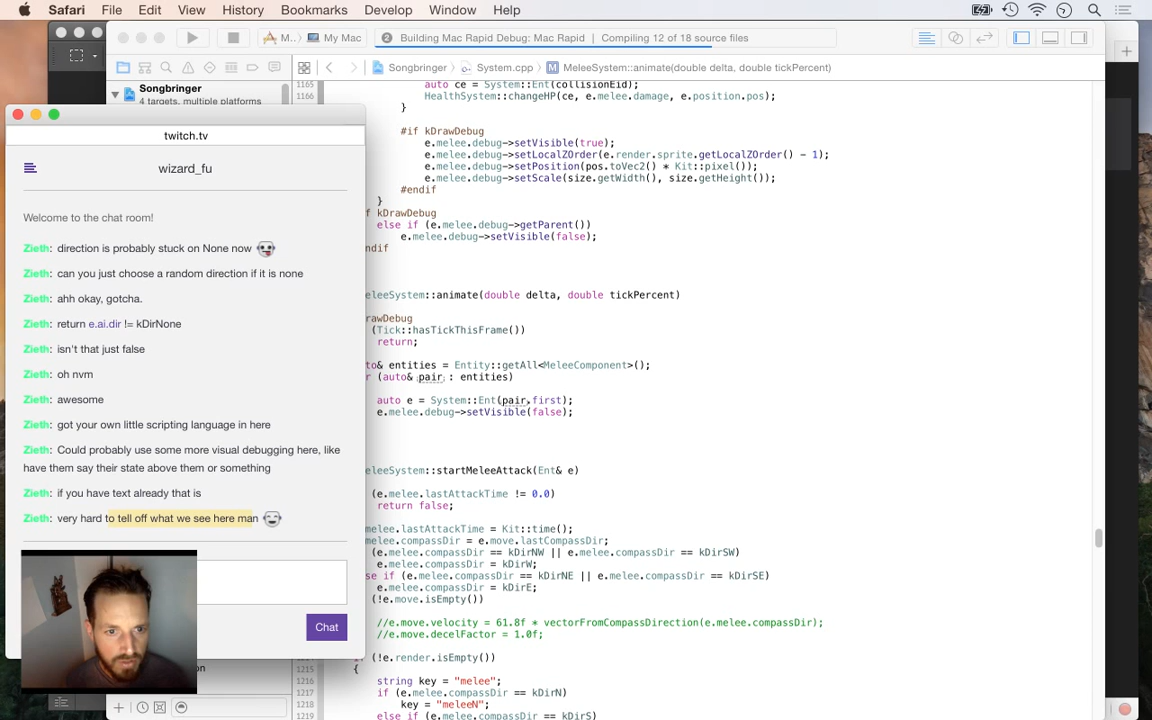 Safari File Edit View History Bookmarks Develop Window Help
M.. My Mac
2 Building Mac Rapid Debug: Mac Rapid | Compiling 12 of 18 source files
Songbringer System.cpp M MeleeSystem::animate(double delta, double tickPercent)
Songbringer
4 targets, multiple platforms
twitch.tv
wizard_fu
Welcome to the chat room!
Zieth: direction is probably stuck on None now
Zieth: can you just choose a random direction if it is none
Zieth: ahh okay, gotcha.
Zieth: return e.ai.dir != kDirNone
Zieth: isn't that just false
Zieth: oh nvm
Zieth: awesome
Zieth: got your own little scripting language in here
Zieth: Could probably use some more visual debugging here, like
have them say their state above them or something
Zieth: if you have text already that is
Zieth: very hard to tell off what we see here man
Chat
1165 auto ce = System::Ent(collisionEid);
1166 HealthSystem::changeHP(ce, e.melee.damage, e.position.pos);
}
#if kDrawDebug
e.melee.debug->setVisible(true);
e.melee.debug->setLocalZOrder(e.render.sprite.getLocalZOrder() - 1);
e.melee.debug->setPosition(pos.toVec2() * Kit::pixel());
e.melee.debug->setScale(size.getWidth(), size.getHeight());
#endif
}
f kDrawDebug
else if (e.melee.debug->getParent())
e.melee.debug->setVisible(false);
ndif
eleeSystem::animate(double delta, double tickPercent)
rawDebug
(Tick::hasTickThisFrame())
return;
to& entities = Entity::getAll<MeleeComponent>();
r (auto& pair : entities)
auto e = System::Ent(pair.first);
e.melee.debug->setVisible(false);
eleeSystem::startMeleeAttack(Ent& e)
(e.melee.lastAttackTime != 0.0)
return false;
melee.lastAttackTime = Kit::time();
melee.compassDir = e.move.lastCompassDir;
(e.melee.compassDir == kDirNW || e.melee.compassDir == kDirSW)
e.melee.compassDir = kDirW;
se if (e.melee.compassDir == kDirNE || e.melee.compassDir == kDirSE)
e.melee.compassDir = kDirE;
(!e.move.isEmpty())
//e.move.velocity = 61.8f * vectorFromCompassDirection(e.melee.compassDir);
//e.move.decelFactor = 1.0f;
if (!e.render.isEmpty())
1215 {
1216 string key = "melee";
1217 if (e.melee.compassDir == kDirN)
1218 key = "meleeN";
1219 else if (e.melee.compassDir == kDirS)